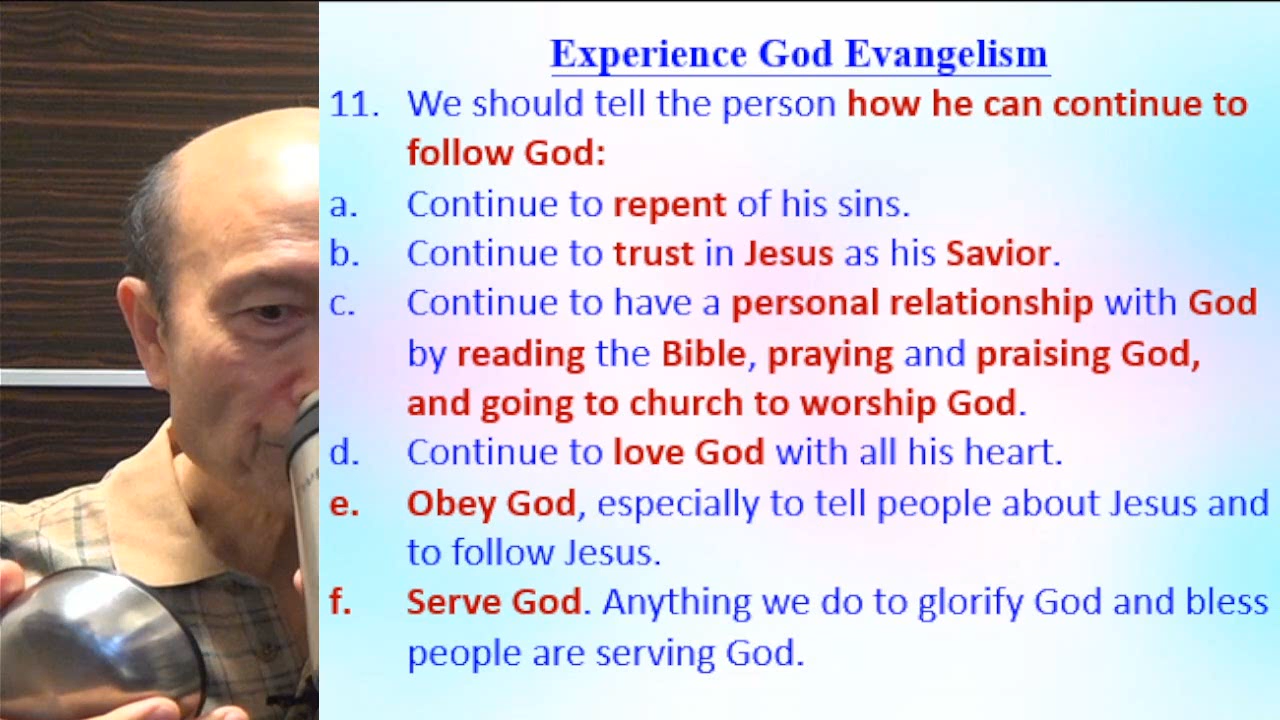 Experience God Evangelism
11. We should tell the person how he can continue to
follow God:
a. Continue to repent of his sins.
b. Continue to trust in Jesus as his Savior.
c. Continue to have a personal relationship with God
by reading the Bible, praying and praising God,
and going to church to worship God.
d. Continue to love God with all his heart.
e. Obey God, especially to tell people about Jesus and
to follow Jesus.
f. Serve God. Anything we do to glorify God and bless
people are serving God.